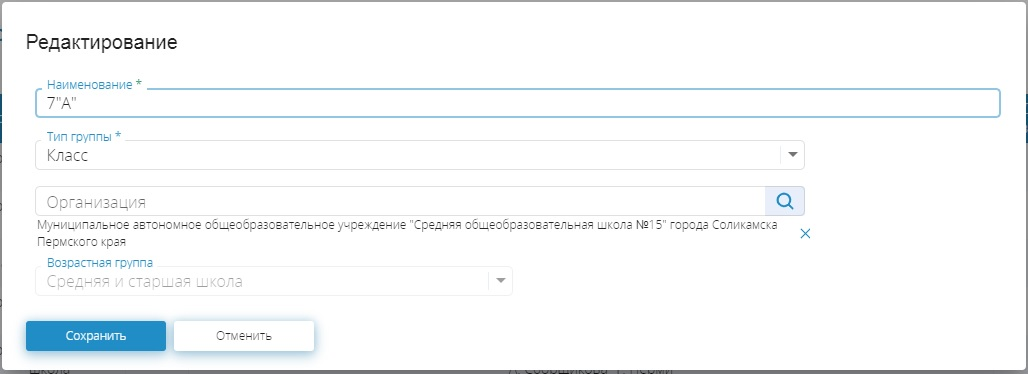 Редактирование
Наименование *
7"А"
Тип группы *
Класс
Организация
Муниципальное автономное общеобразовательное учреждение "Средняя общеобразовательная школа №15" города Соликамска
Пермского края
Возрастная группа
Средняя и старшая школа
Сохранить
Отменить